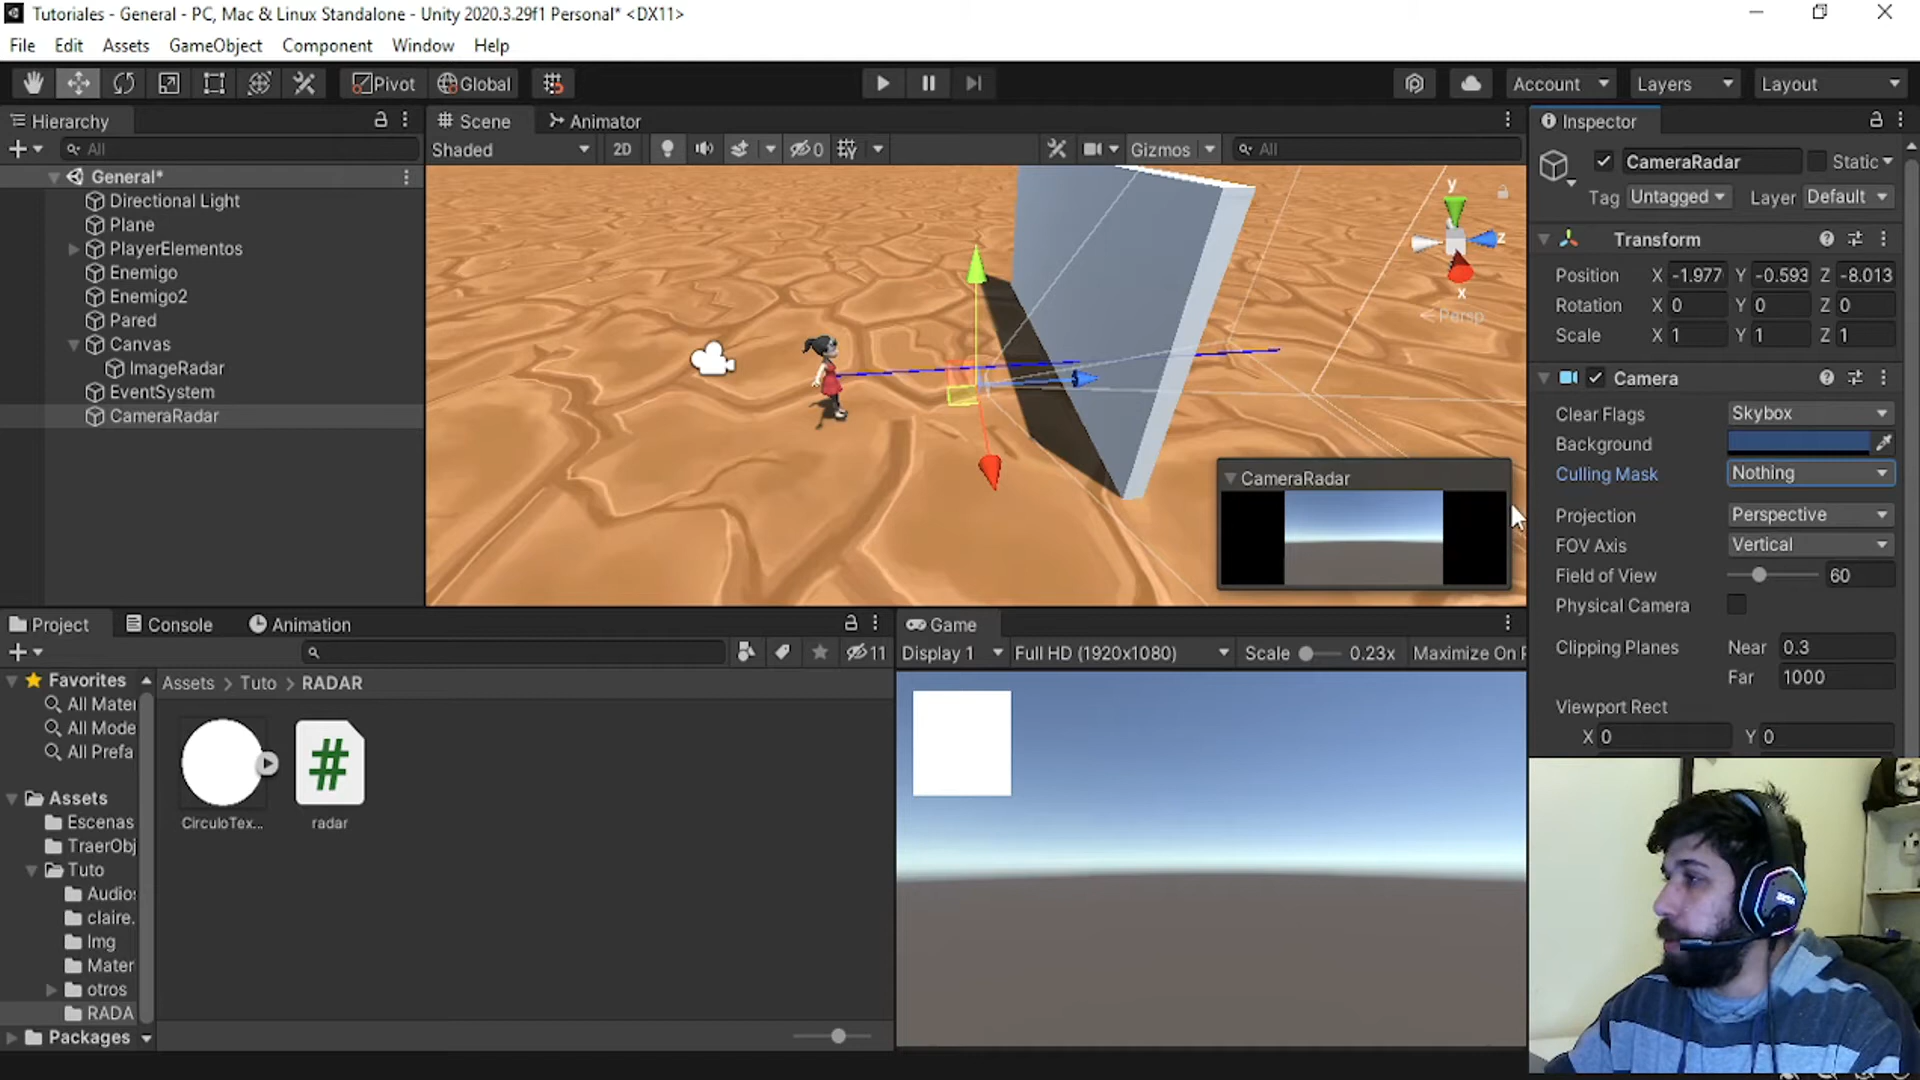 Tutoriales - General - PC, Mac & Linux Standalone - Unity 2020.3.29f1 Personal* <DX11>
File Edit Assets GameObject Component Window Help
Pivot Global Account Layers Layout
Hierarchy
All
General*
Directional Light
Plane
PlayerElementos
Enemigo
Enemigo2
Pared
Canvas
ImageRadar
EventSystem
CameraRadar
Scene Animator
Shaded 2D 0 Gizmos All
y
z
x
Persp
CameraRadar
Inspector
CameraRadar Static
Tag Untagged Layer Default
Transform
Position X -1.977 Y -0.593 Z -8.013
Rotation X 0 Y 0 Z 0
Scale X 1 Y 1 Z 1
Camera
Clear Flags Skybox
Background
Culling Mask Nothing
Projection Perspective
FOV Axis Vertical
Field of View 60
Physical Camera
Clipping Planes Near 0.3
Far 1000
Viewport Rect
X 0 Y 0
Project Console Animation
11
Favorites
All Mater
All Mode
All Prefa
Assets
Escenas
TraerObj
Tuto
Audio
claire.
Img
Mater
otros
RADA
Packages
Assets > Tuto > RADAR
CirculoTex...
#
radar
Game
Display 1 Full HD (1920x1080) Scale 0.23x Maximize On P